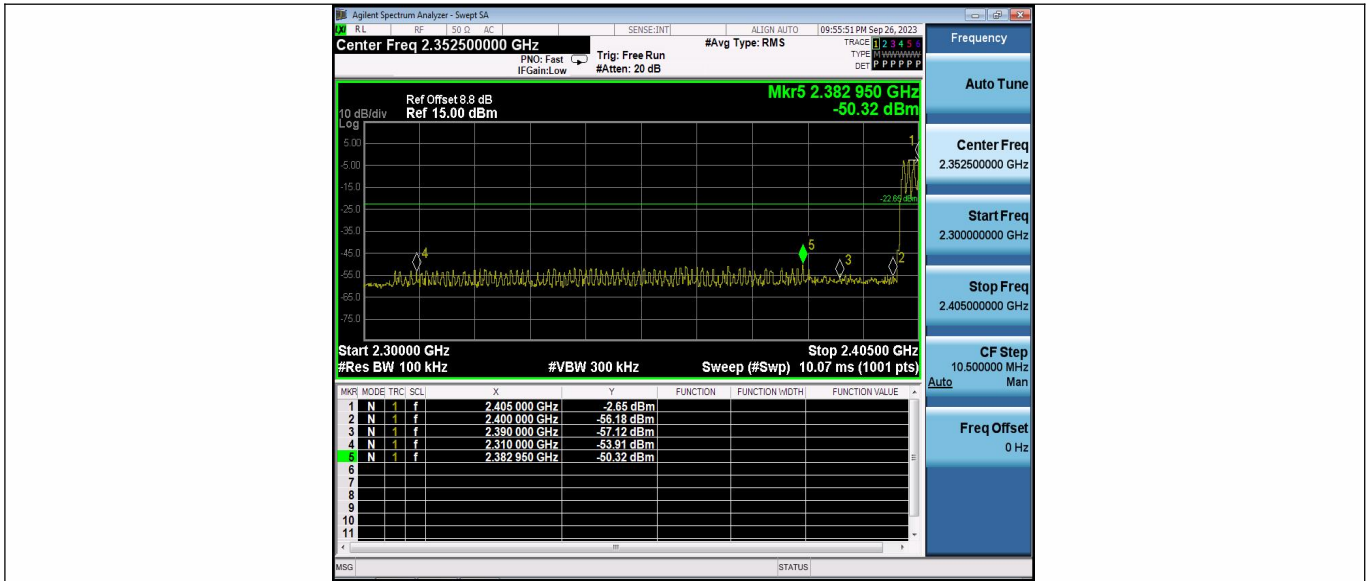 Agilent Spectrum Analyzer - Swept SA
LXI RL RF 50 Ω AC SENSE:INT ALIGN AUTO 09:55:51 PM Sep 26, 2023
Center Freq 2.352500000 GHz
PNO: Fast
IFGain:Low
Trig: Free Run
#Atten: 20 dB
#Avg Type: RMS
TRACE 1 2 3 4 5 6
TYPE M WWWWW
DET P P P P P P
Frequency
Mkr5 2.382 950 GHz
-50.32 dBm
Ref Offset 8.8 dB
10 dB/div Ref 15.00 dBm
Log
5.00
-5.00
-15.0
-25.0
-35.0
-45.0
-55.0
-65.0
-75.0
1
-22.65 dBm
4
5
3
2
Start 2.30000 GHz Stop 2.40500 GHz
#Res BW 100 kHz #VBW 300 kHz Sweep (#Swp) 10.07 ms (1001 pts)
MKR MODE TRC SCL X Y FUNCTION FUNCTION WIDTH FUNCTION VALUE
1 N 1 f 2.405 000 GHz -2.65 dBm
2 N 1 f 2.400 000 GHz -56.18 dBm
3 N 1 f 2.390 000 GHz -57.12 dBm
4 N 1 f 2.310 000 GHz -53.91 dBm
5 N 1 f 2.382 950 GHz -50.32 dBm
6
7
8
9
10
11
MSG STATUS
Auto Tune
Center Freq
2.352500000 GHz
Start Freq
2.300000000 GHz
Stop Freq
2.405000000 GHz
CF Step
10.500000 MHz
Auto Man
Freq Offset
0 Hz